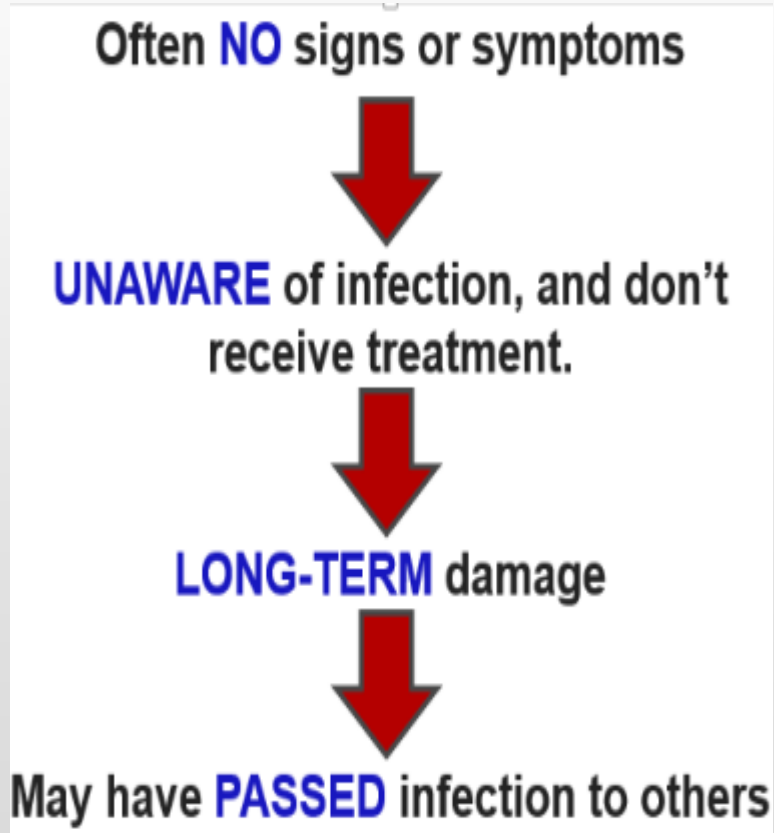 Often NO signs or symptoms
UNAWARE of infection, and don’t
receive treatment.
LONG-TERM damage
May have PASSED infection to others